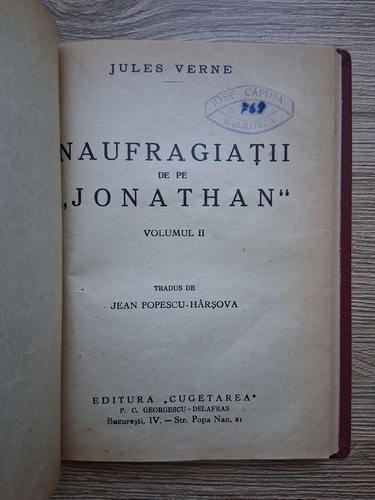 JULES VERNE
IOSIF CĂPUȘA
769
BIBLIOTECA
NAUFRAGIAȚII
DE PE
„JONATHAN“
VOLUMUL II
TRADUS DE
JEAN POPESCU-HÂRȘOVA
EDITURA „CUGETAREA“
P. C. GEORGESCU-DELAFRAS
București, IV. — Str. Popa Nan, 21